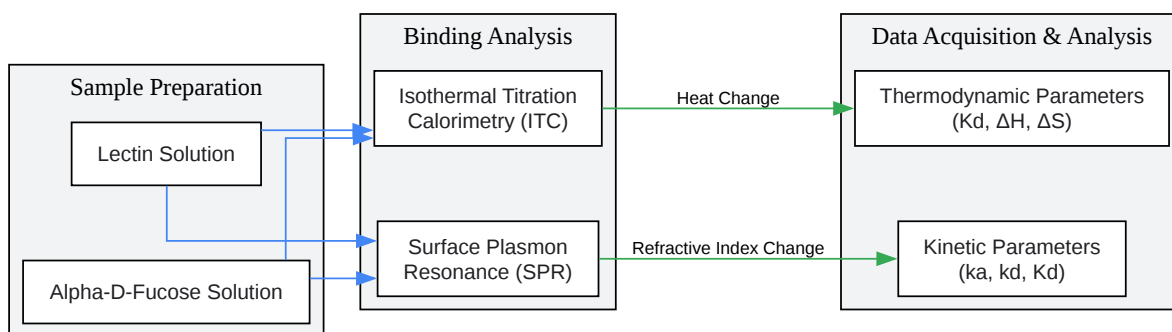 Sample Preparation
Lectin Solution
Alpha-D-Fucose Solution
Binding Analysis
Isothermal Titration
Calorimetry (ITC)
Surface Plasmon
Resonance (SPR)
Heat Change
Refractive Index Change
Data Acquisition & Analysis
Thermodynamic Parameters
(Kd, ΔH, ΔS)
Kinetic Parameters
(ka, kd, Kd)